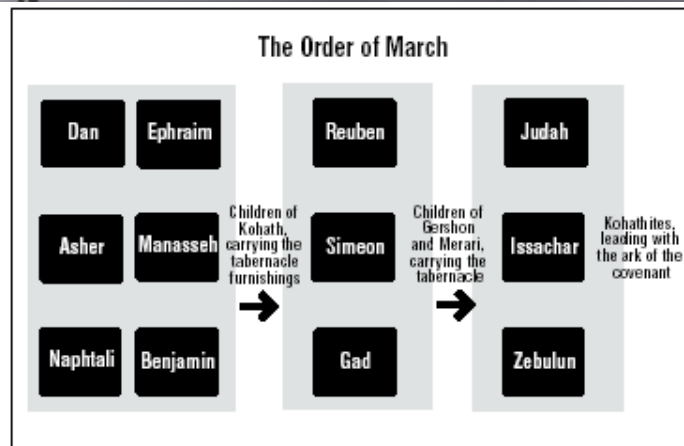 The Order of March
Dan
Ephraim
Asher
Manasseh
Naphtali
Benjamin
Children of
Kohath,
carrying the
tabernacle
furnishings
Reuben
Simeon
Gad
Children of
Gershon
and Merari,
carrying the
tabernacle
Judah
Issachar
Zebulun
Kohathites,
leading with
the ark of the
covenant